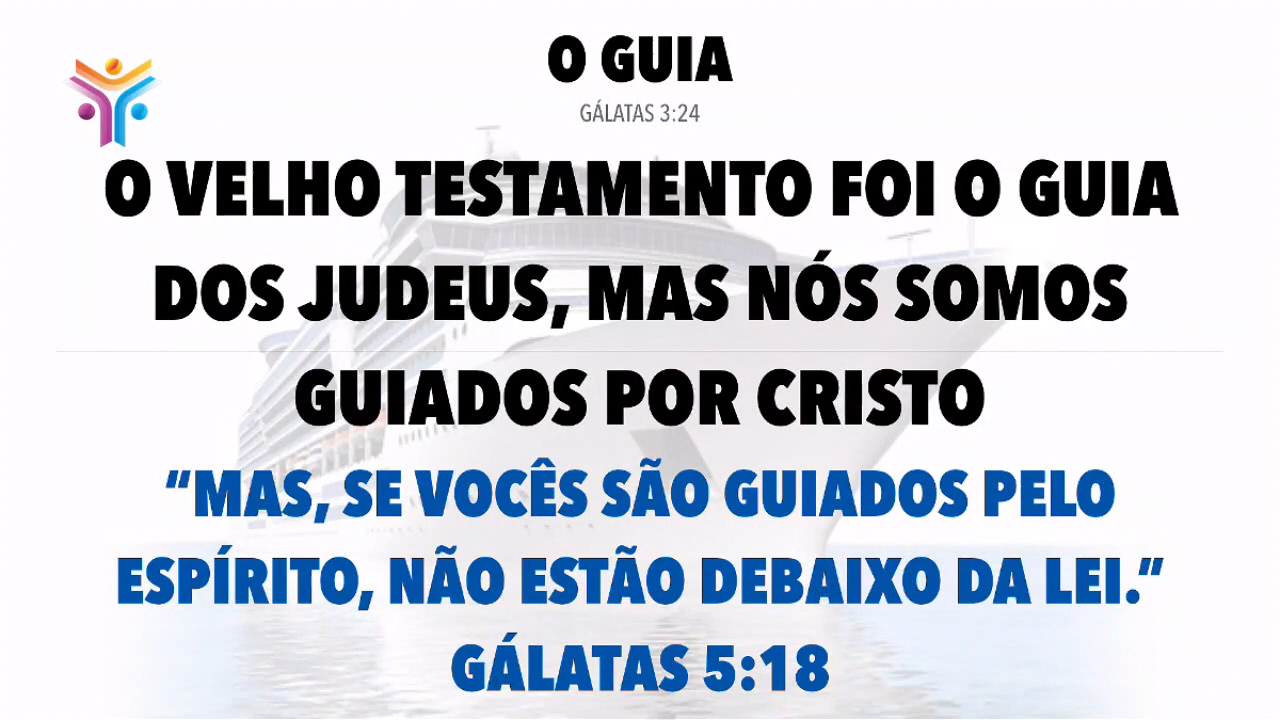 O GUIA
GÁLATAS 3:24
O VELHO TESTAMENTO FOI O GUIA
DOS JUDEUS, MAS NÓS SOMOS
GUIADOS POR CRISTO
“MAS, SE VOCÊS SÃO GUIADOS PELO
ESPÍRITO, NÃO ESTÃO DEBAIXO DA LEI.”
GÁLATAS 5:18